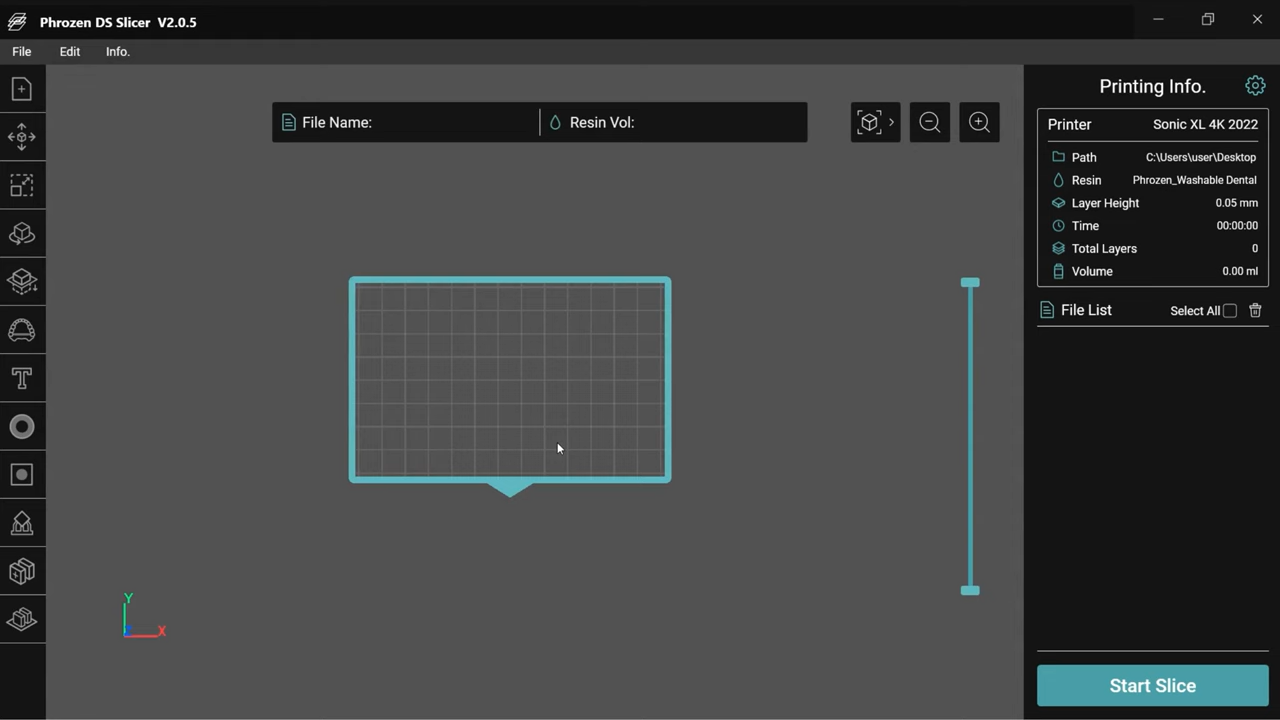 Phrozen DS Slicer V2.0.5
File Edit Info.
File Name:
Resin Vol:
Printing Info.
Printer Sonic XL 4K 2022
Path C:\Users\user\Desktop
Resin Phrozen_Washable Dental
Layer Height 0.05 mm
Time 00:00:00
Total Layers 0
Volume 0.00 ml
File List Select All
T
Y
X
Start Slice